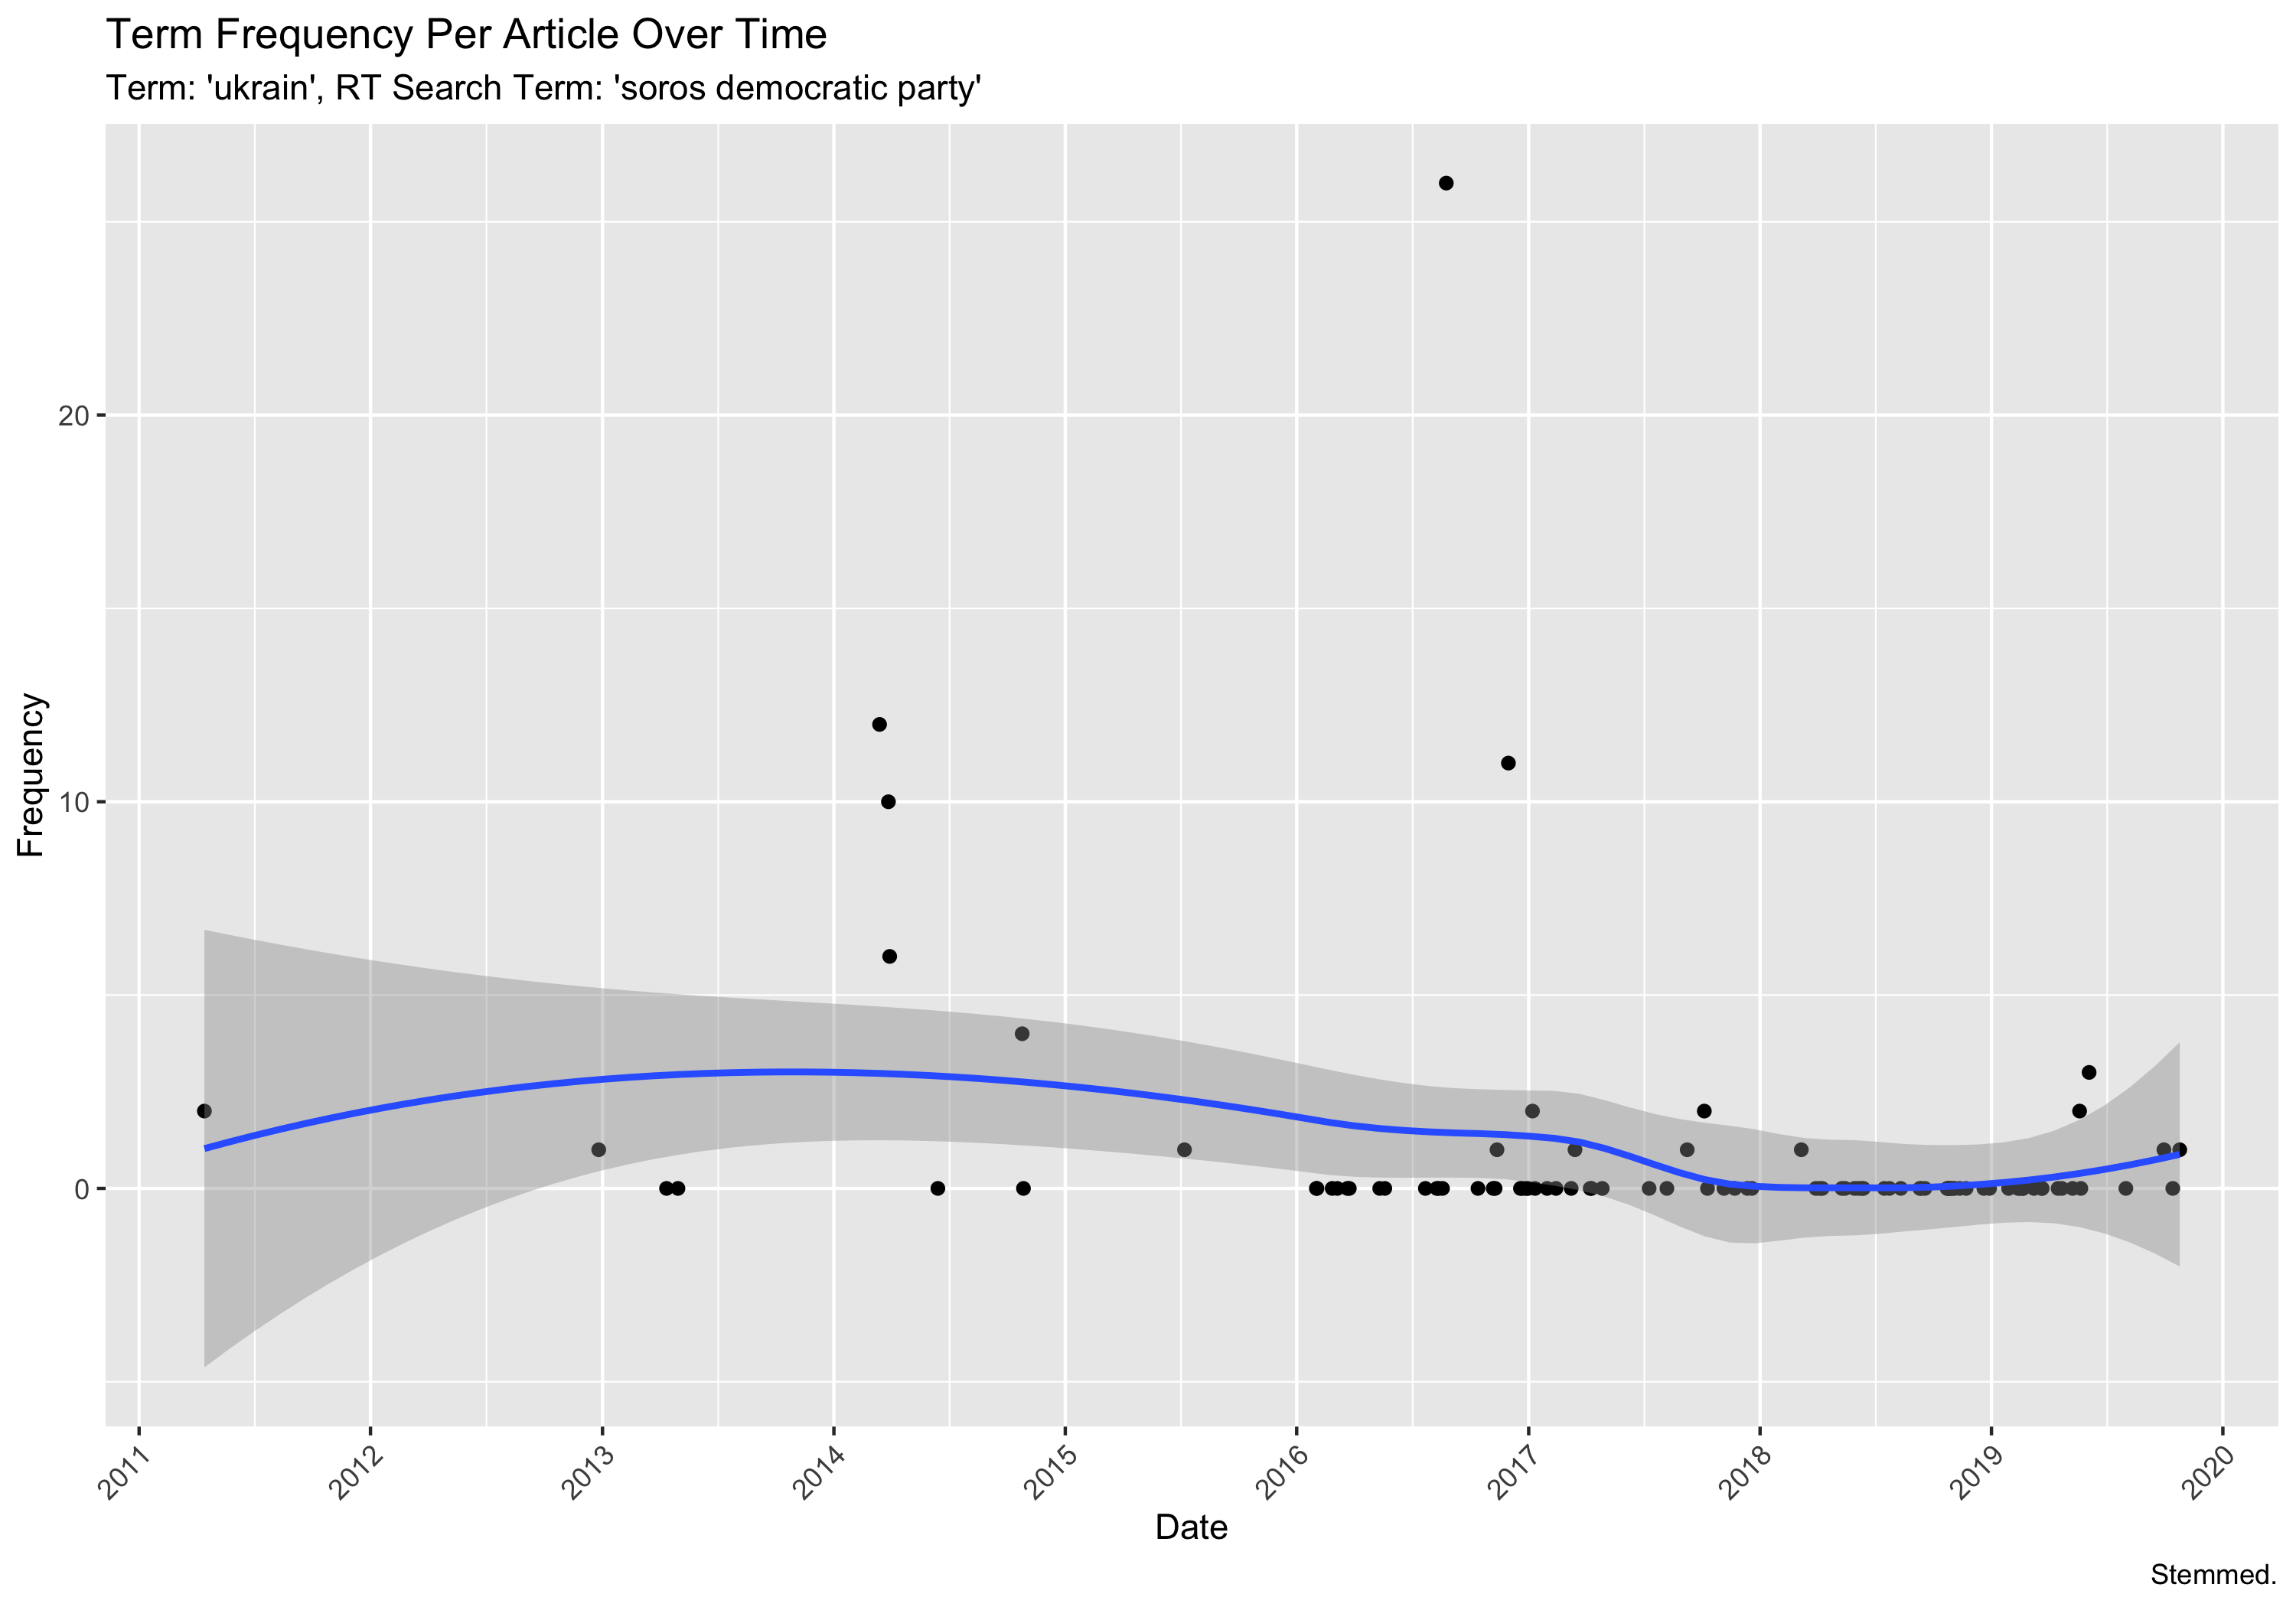 Term Frequency Per Article Over Time
Term: 'ukrain', RT Search Term: 'soros democratic party'
Frequency
20
10
0
2011
2012
2013
2014
2015
2016
2017
2018
2019
2020
Date
Stemmed.